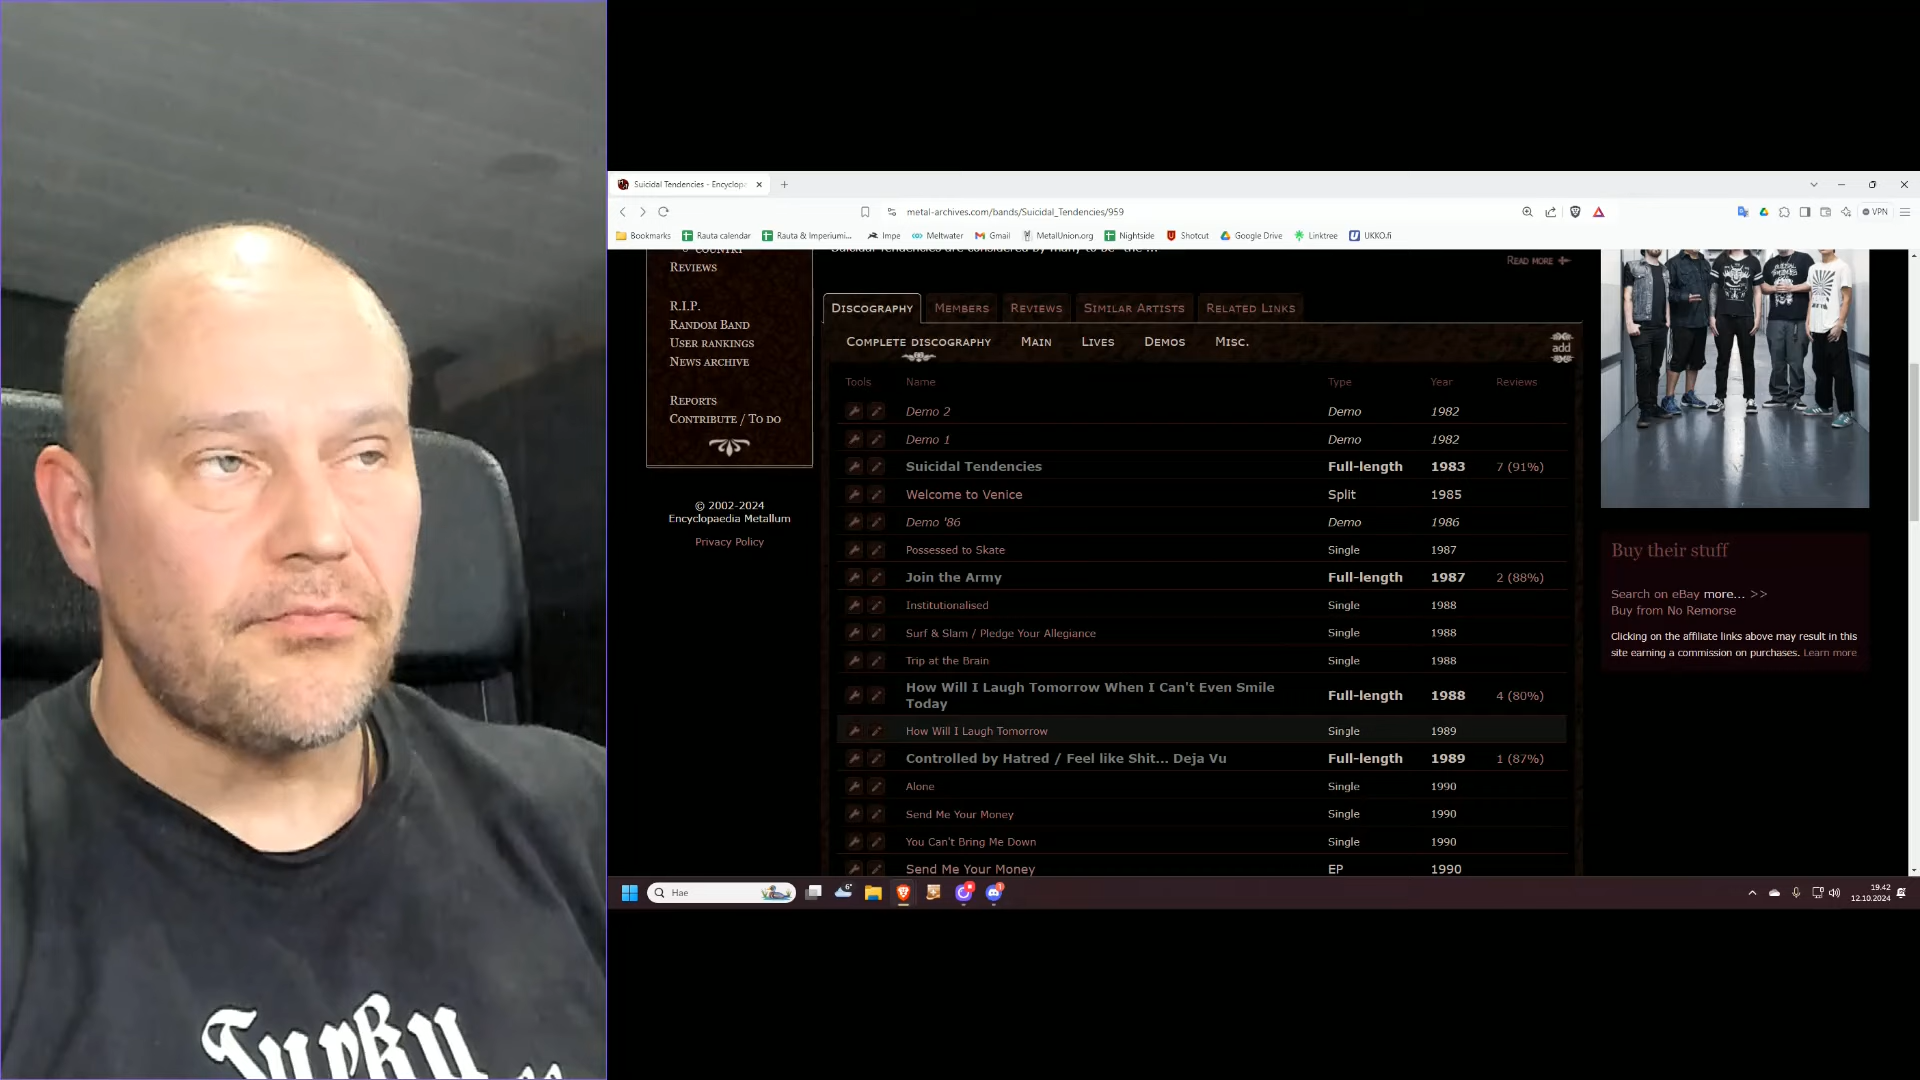 Suicidal Tendencies - Encyclop
metal-archives.com/bands/Suicidal_Tendencies/959
VPN
Bookmarks
Rauta calendar
Rauta & Imperiumi...
Impe
Meltwater
Gmail
MetalUnion.org
Nightside
Shotcut
Google Drive
Linktree
UKKO.fi
Country
Reviews
R.I.P.
Random Band
User rankings
News archive
Reports
Contribute / To do
© 2002-2024
Encyclopaedia Metallum
Privacy Policy
Read more
Discography Members Reviews Similar Artists Related Links
Complete discography Main Lives Demos Misc.
add
Tools Name Type Year Reviews
Demo 2 Demo 1982
Demo 1 Demo 1982
Suicidal Tendencies Full-length 1983 7 (91%)
Welcome to Venice Split 1985
Demo '86 Demo 1986
Possessed to Skate Single 1987
Join the Army Full-length 1987 2 (88%)
Institutionalised Single 1988
Surf & Slam / Pledge Your Allegiance Single 1988
Trip at the Brain Single 1988
How Will I Laugh Tomorrow When I Can't Even Smile
Today Full-length 1988 4 (80%)
How Will I Laugh Tomorrow Single 1989
Controlled by Hatred / Feel like Shit... Deja Vu Full-length 1989 1 (87%)
Alone Single 1990
Send Me Your Money Single 1990
You Can't Bring Me Down Single 1990
Send Me Your Money EP 1990
Buy their stuff
Search on eBay more... >>
Buy from No Remorse
Clicking on the affiliate links above may result in this
site earning a commission on purchases. Learn more
Hae
6°
19.42
12.10.2024
Turku